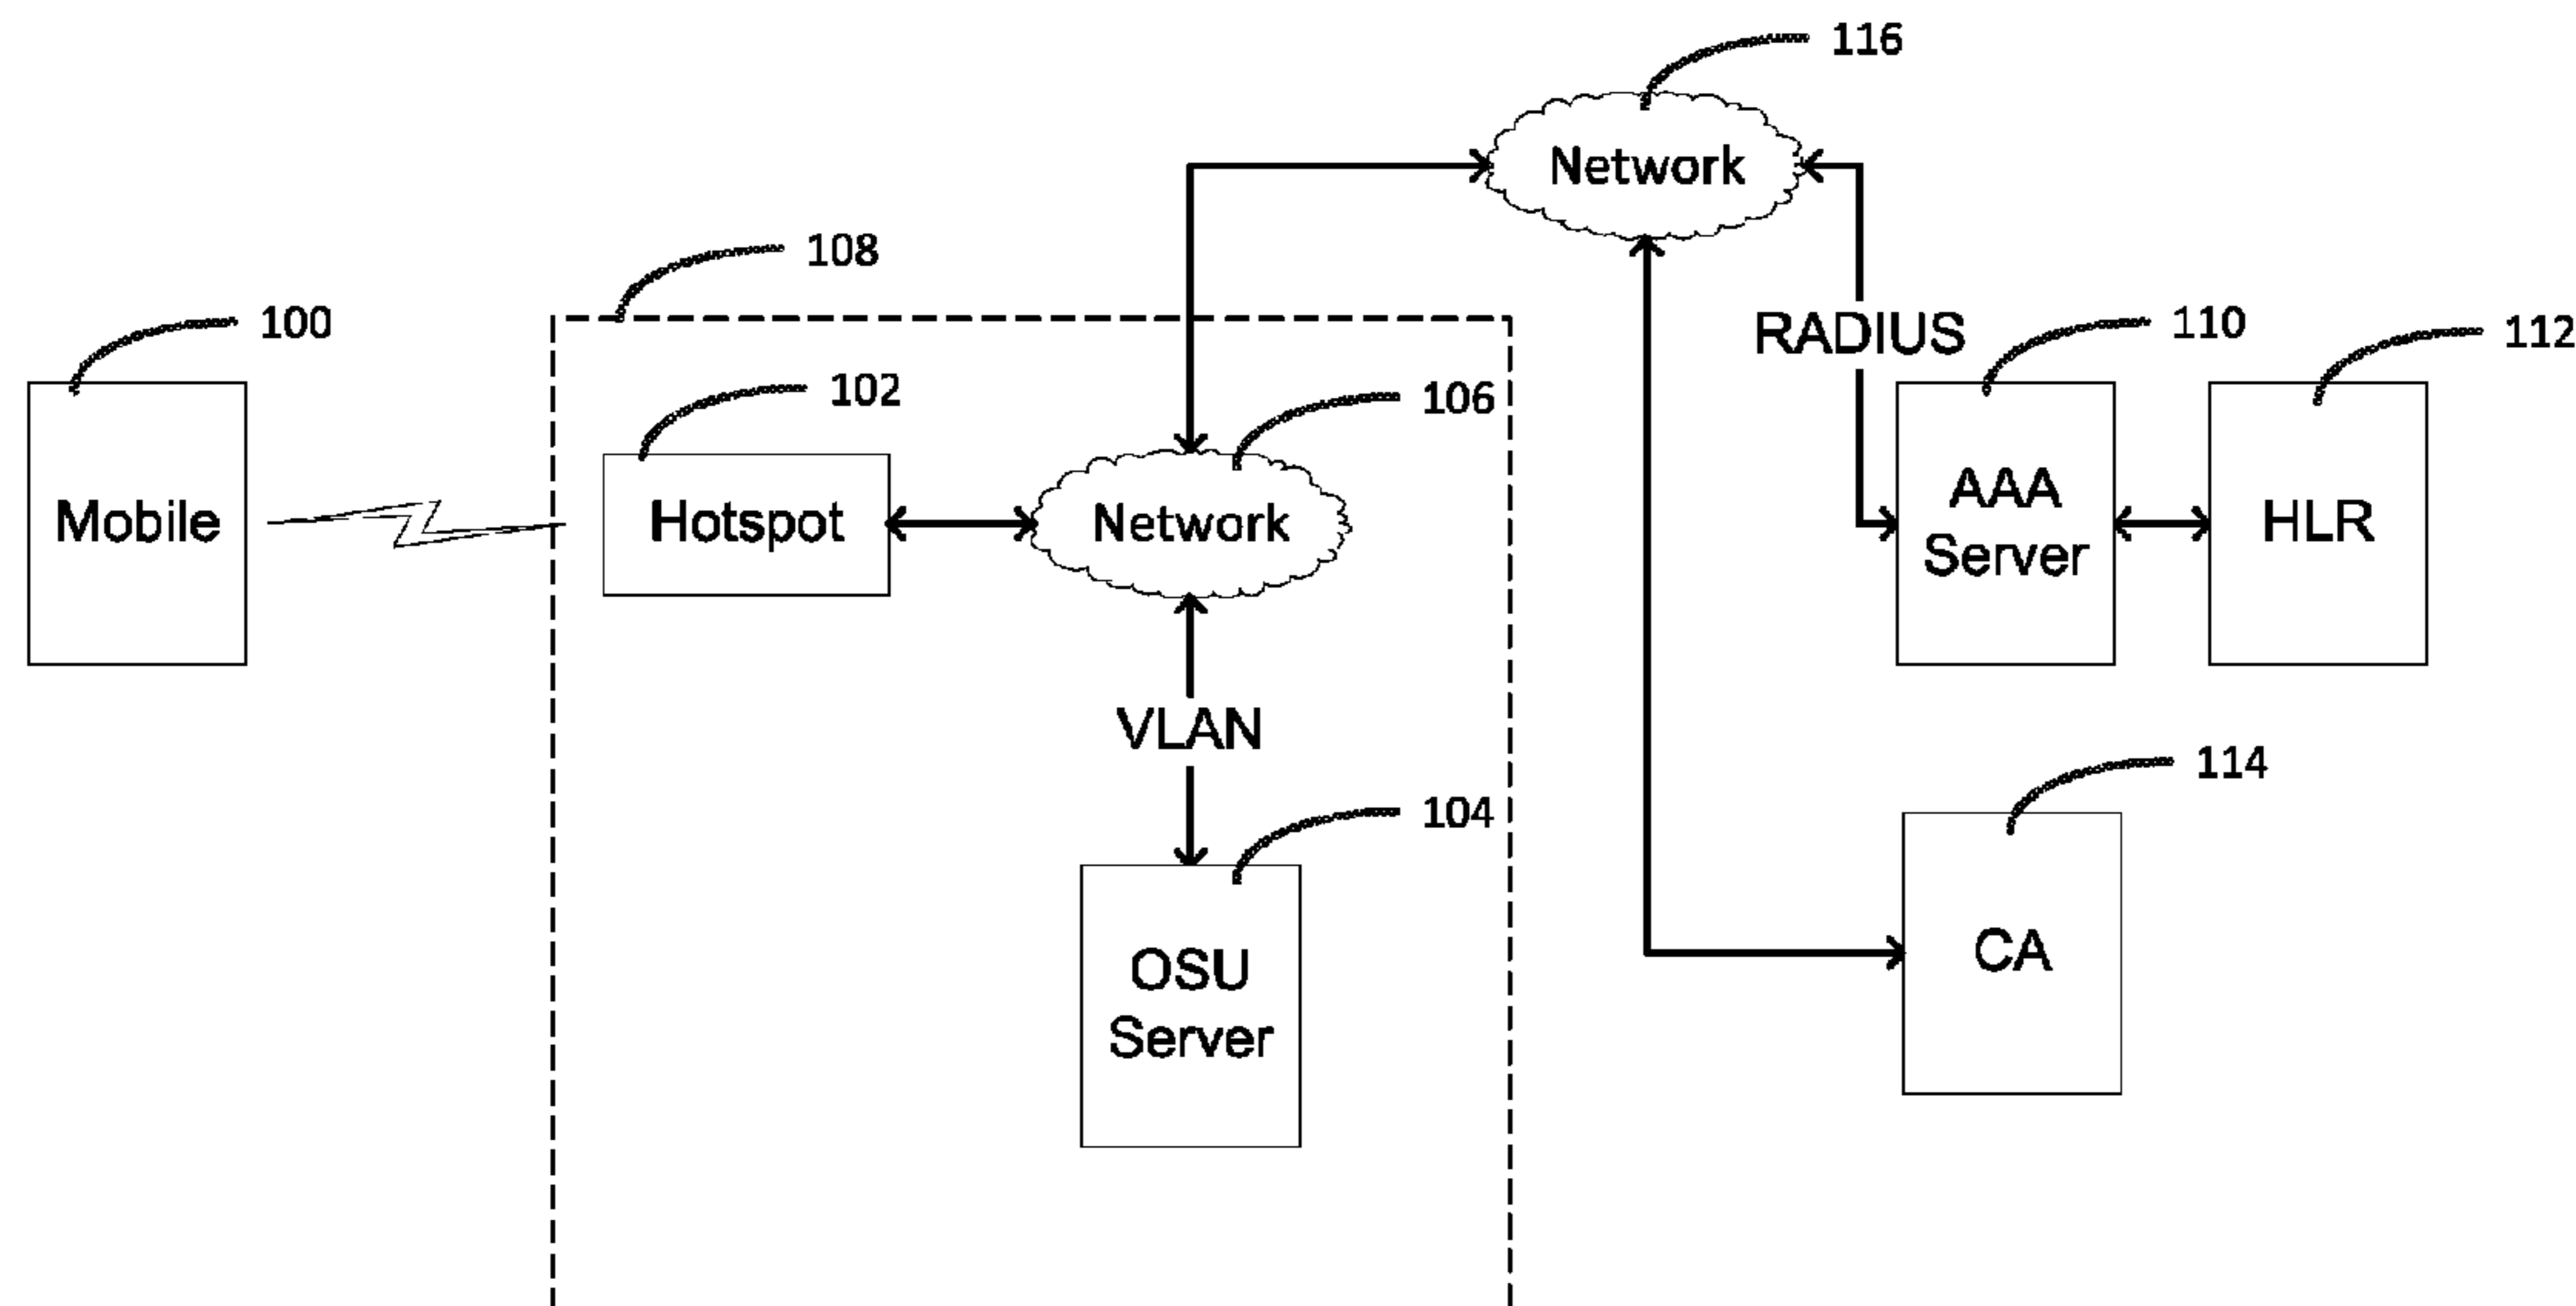 116
Network
108
100
RADIUS
110
112
102
106
Mobile
Hotspot
Network
AAA
Server
HLR
VLAN
104
114
OSU
Server
CA